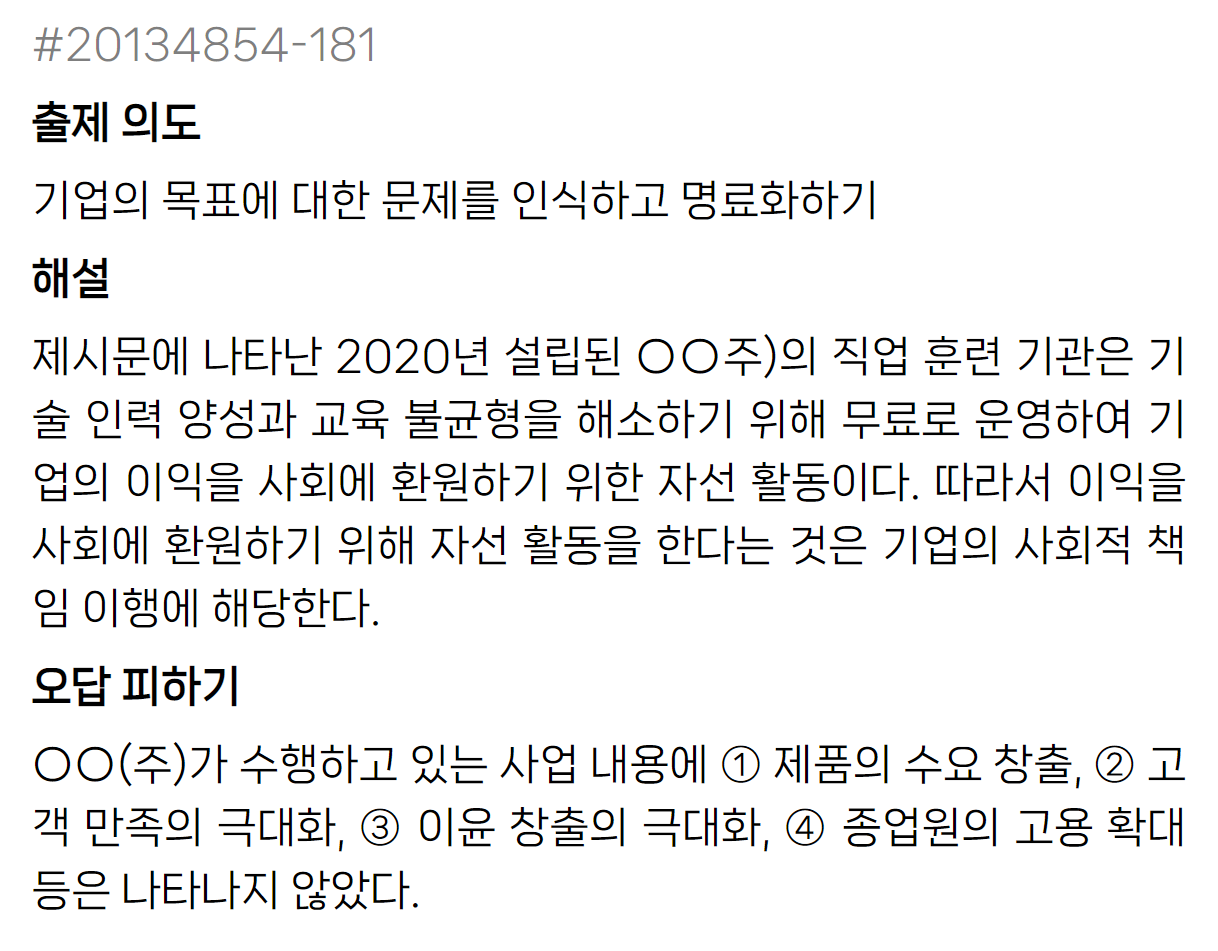 #20134854-181
출제 의도
기업의 목표에 대한 문제를 인식하고 명료화하기
해설
제시문에 나타난 2020년 설립된 〇〇주)의 직업 훈련 기관은 기
술 인력 양성과 교육 불균형을 해소하기 위해 무료로 운영하여 기
업의 이익을 사회에 환원하기 위한 자선 활동이다. 따라서 이익을
사회에 환원하기 위해 자선 활동을 한다는 것은 기업의 사회적 책
임 이행에 해당한다.
오답 피하기
〇〇(주)가 수행하고 있는 사업 내용에 ① 제품의 수요 창출, ② 고
객 만족의 극대화, ③ 이윤 창출의 극대화, ④ 종업원의 고용 확대
등은 나타나지 않았다.